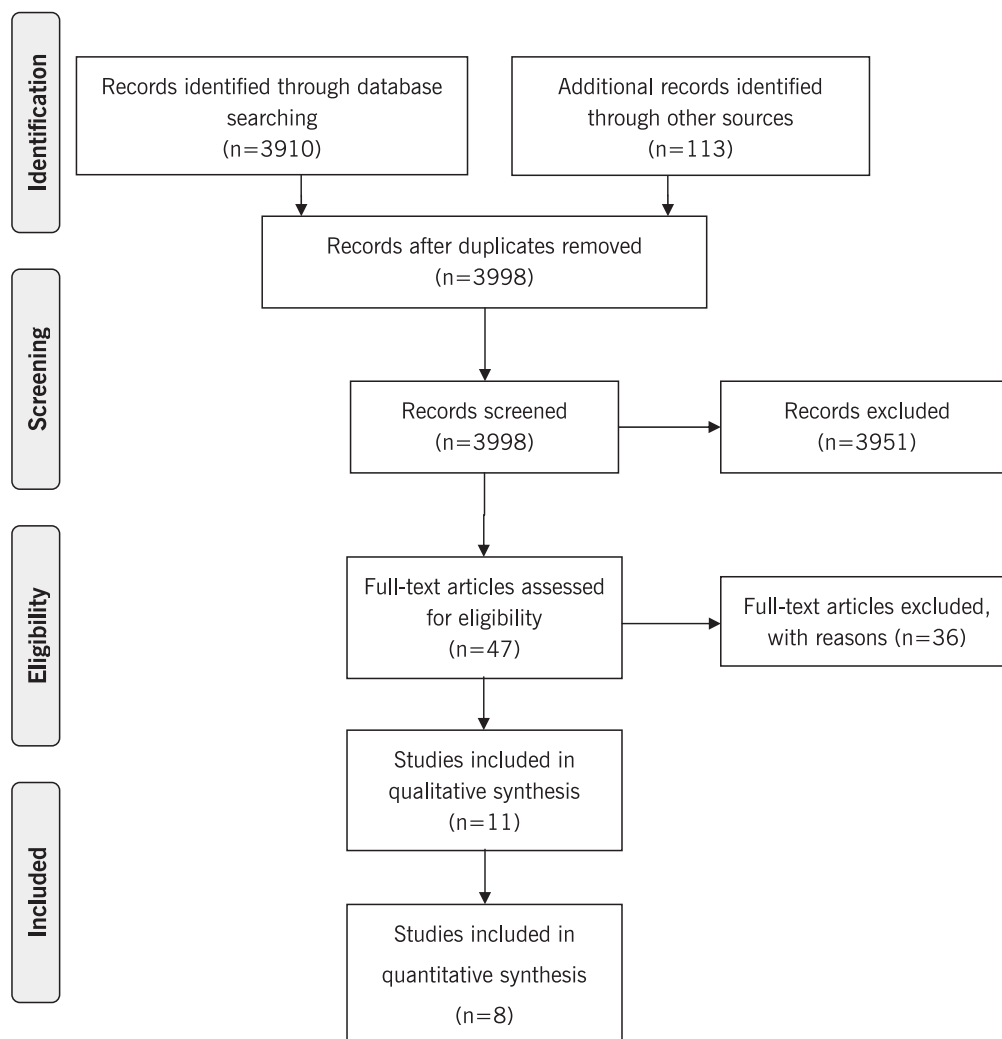 Identification
Records identified through database
searching
(n=3910)
Additional records identified
through other sources
(n=113)
Records after duplicates removed
(n=3998)
Screening
Records screened
(n=3998)
Records excluded
(n=3951)
Eligibility
Full-text articles assessed
for eligibility
(n=47)
Full-text articles excluded,
with reasons (n=36)
Studies included in
qualitative synthesis
(n=11)
Included
Studies included in
quantitative synthesis
(n=8)